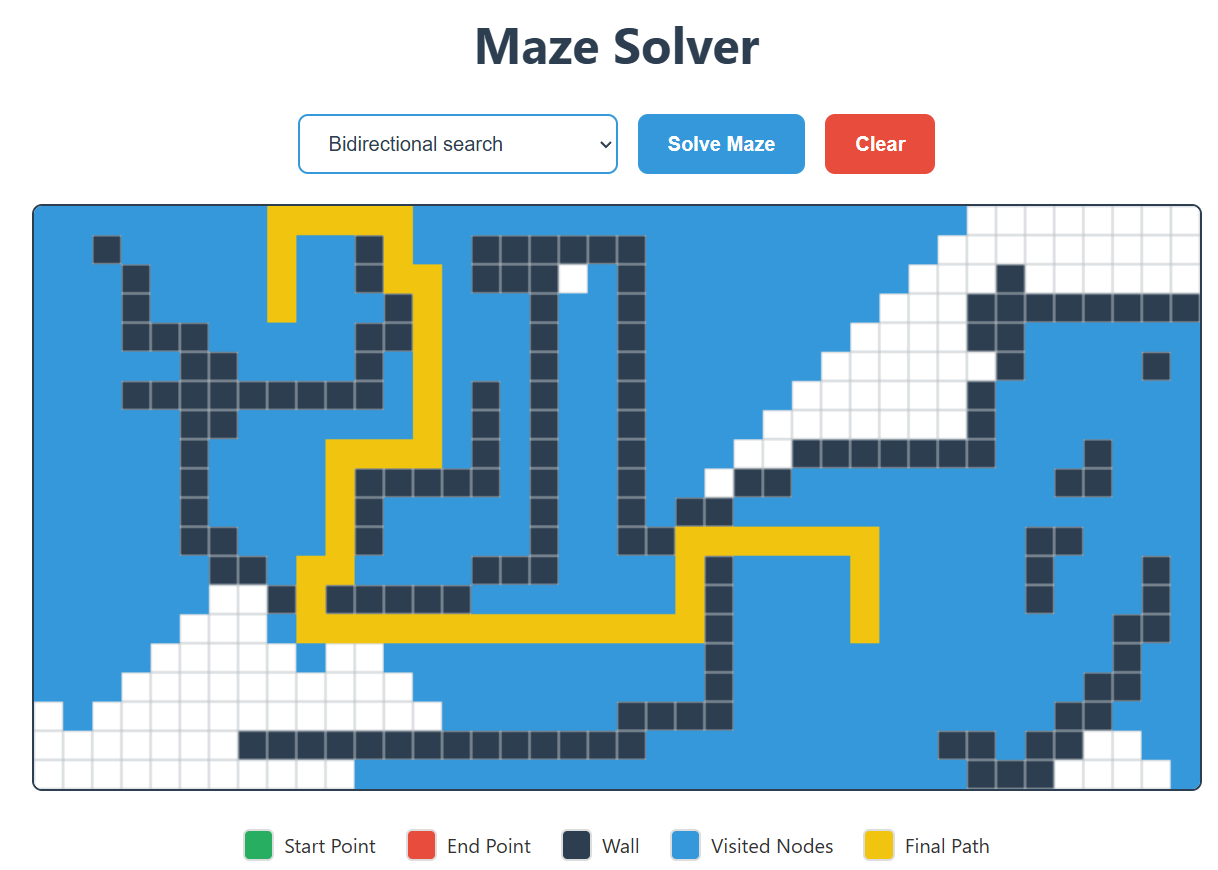 Maze Solver
Bidirectional search
Solve Maze
Clear
Start Point
End Point
Wall
Visited Nodes
Final Path